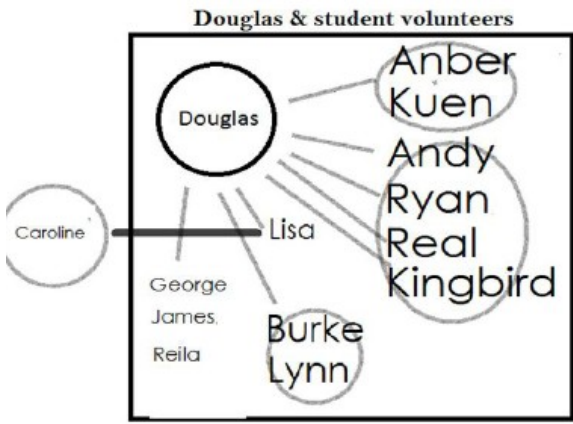 Douglas & student volunteers
Anber
Kuen
Douglas
Andy
Ryan
Real
Kingbird
Caroline
Lisa
George
James,
Reila
Burke
Lynn